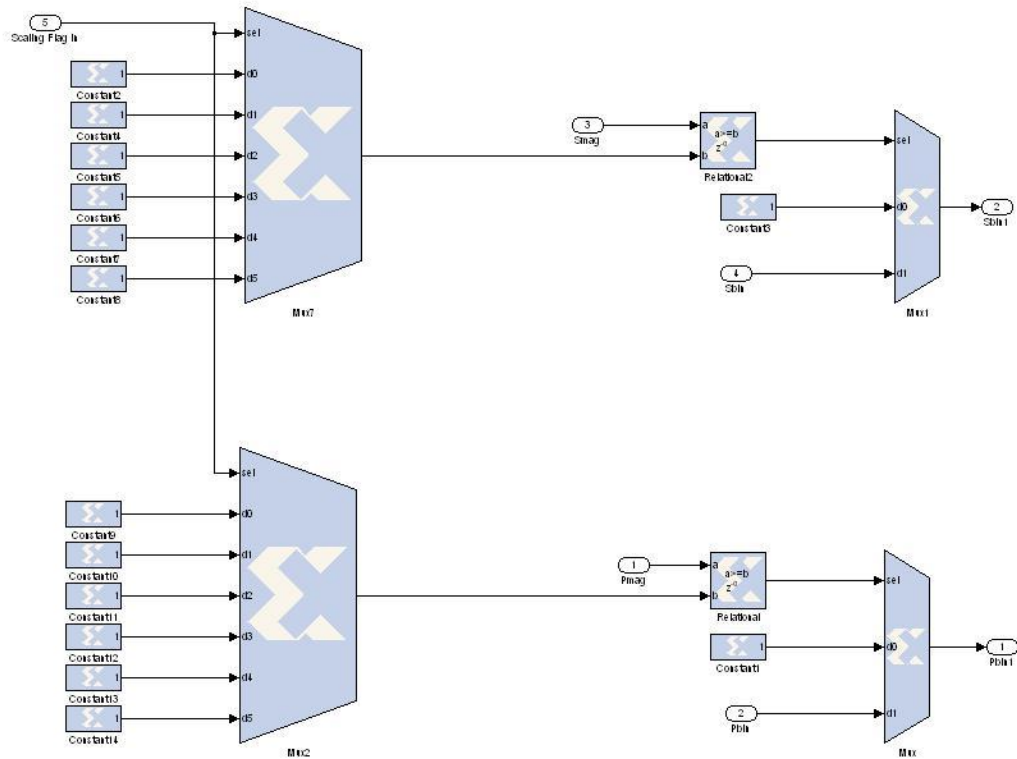 5
Scaling Flag In
sel
1
Constant2
d0
1
Constant4
d1
1
Constant5
d2
1
Constant6
d3
1
Constant7
d4
1
Constant8
d5
Mux7
3
Smag
a
a>=b
b
z-0
Relational2
sel
1
Constant3
d0
2
SbIn1
4
SbIn
d1
Mux1
sel
1
Constant9
d0
1
Constant10
d1
1
Constant11
d2
1
Constant12
d3
1
Constant13
d4
1
Constant14
d5
Mux2
1
Pmag
a
a>=b
b
z-0
Relational
sel
1
Constant1
d0
1
PbIn1
2
PbIn
d1
Mux